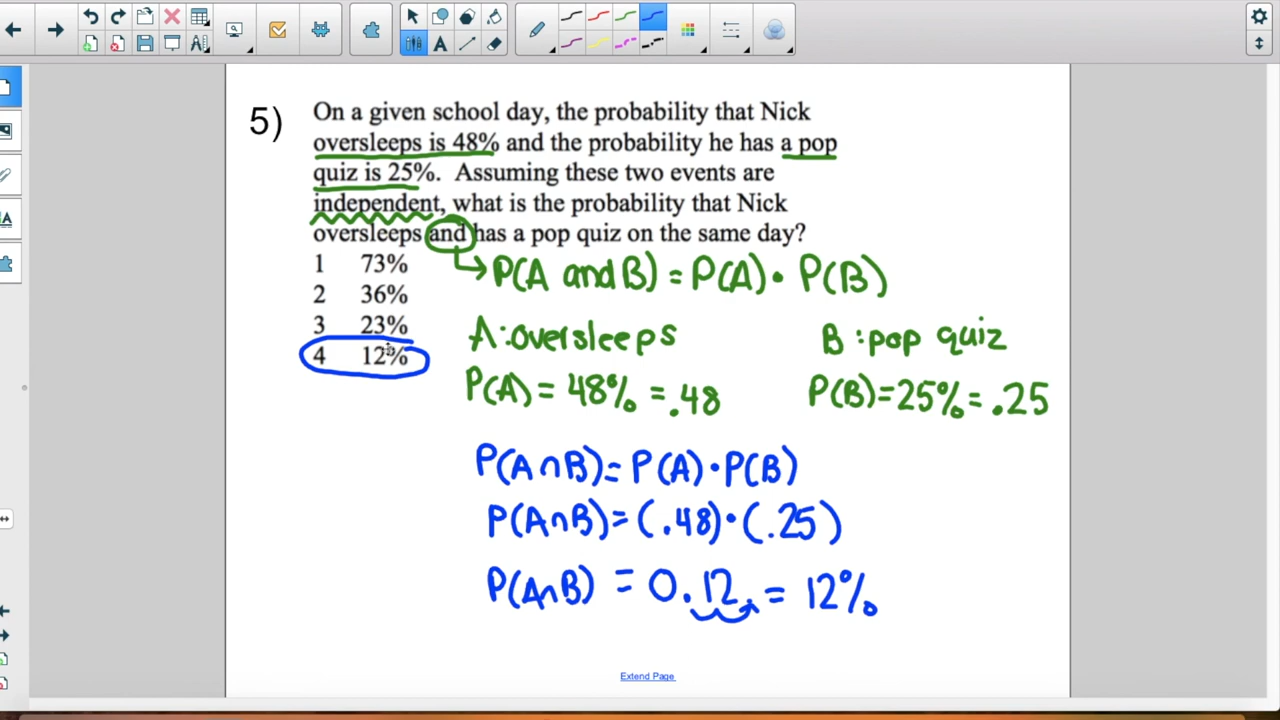 5)
On a given school day, the probability that Nick
oversleeps is 48% and the probability he has a pop
quiz is 25%. Assuming these two events are
independent, what is the probability that Nick
oversleeps and has a pop quiz on the same day?
1 73%
2 36%
3 23%
4 12%
P(A and B) = P(A) • P(B)
A: oversleeps
B: pop quiz
P(A) = 48% = .48
P(B) = 25% = .25
P(A∩B) = P(A) • P(B)
P(A∩B) = (.48) • (.25)
P(A∩B) = 0.12. = 12%
Extend Page